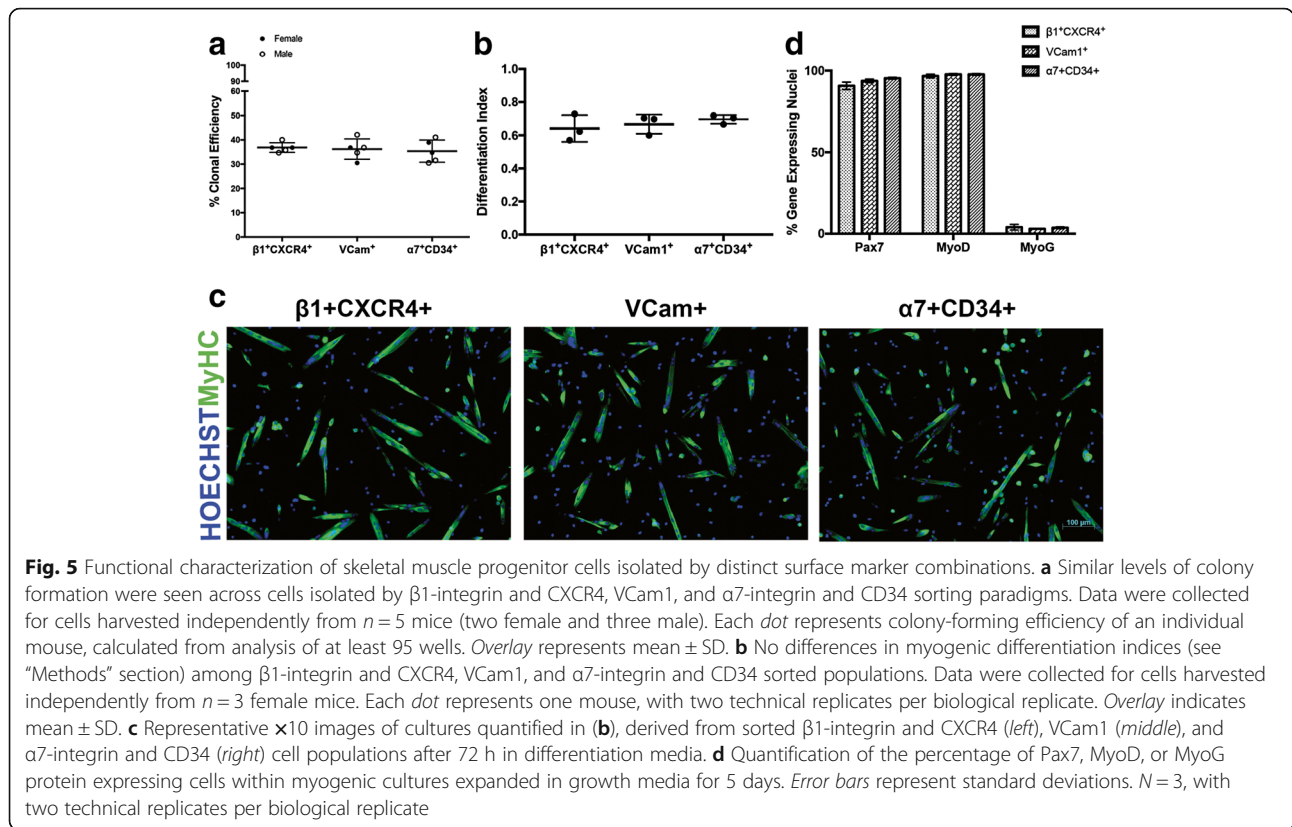 a
Female
Male
% Clonal Efficiency
100
90
60
50
40
30
20
10
0
β1⁺CXCR4⁺ VCam⁺ α7⁺CD34⁺
b
Differentiation Index
1.0
0.8
0.6
0.4
0.2
0.0
β1⁺CXCR4⁺ VCam1⁺ α7⁺CD34⁺
d
β1⁺CXCR4⁺
VCam1⁺
α7+CD34+
% Gene Expressing Nuclei
100
50
0
Pax7 MyoD MyoG
c
β1+CXCR4+ VCam+ α7+CD34+
HOECHSTMyHC
100 µm
Fig. 5 Functional characterization of skeletal muscle progenitor cells isolated by distinct surface marker combinations. a Similar levels of colony
formation were seen across cells isolated by β1-integrin and CXCR4, VCam1, and α7-integrin and CD34 sorting paradigms. Data were collected
for cells harvested independently from n = 5 mice (two female and three male). Each dot represents colony-forming efficiency of an individual
mouse, calculated from analysis of at least 95 wells. Overlay represents mean ± SD. b No differences in myogenic differentiation indices (see
“Methods” section) among β1-integrin and CXCR4, VCam1, and α7-integrin and CD34 sorted populations. Data were collected for cells harvested
independently from n = 3 female mice. Each dot represents one mouse, with two technical replicates per biological replicate. Overlay indicates
mean ± SD. c Representative ×10 images of cultures quantified in (b), derived from sorted β1-integrin and CXCR4 (left), VCam1 (middle), and
α7-integrin and CD34 (right) cell populations after 72 h in differentiation media. d Quantification of the percentage of Pax7, MyoD, or MyoG
protein expressing cells within myogenic cultures expanded in growth media for 5 days. Error bars represent standard deviations. N = 3, with
two technical replicates per biological replicate